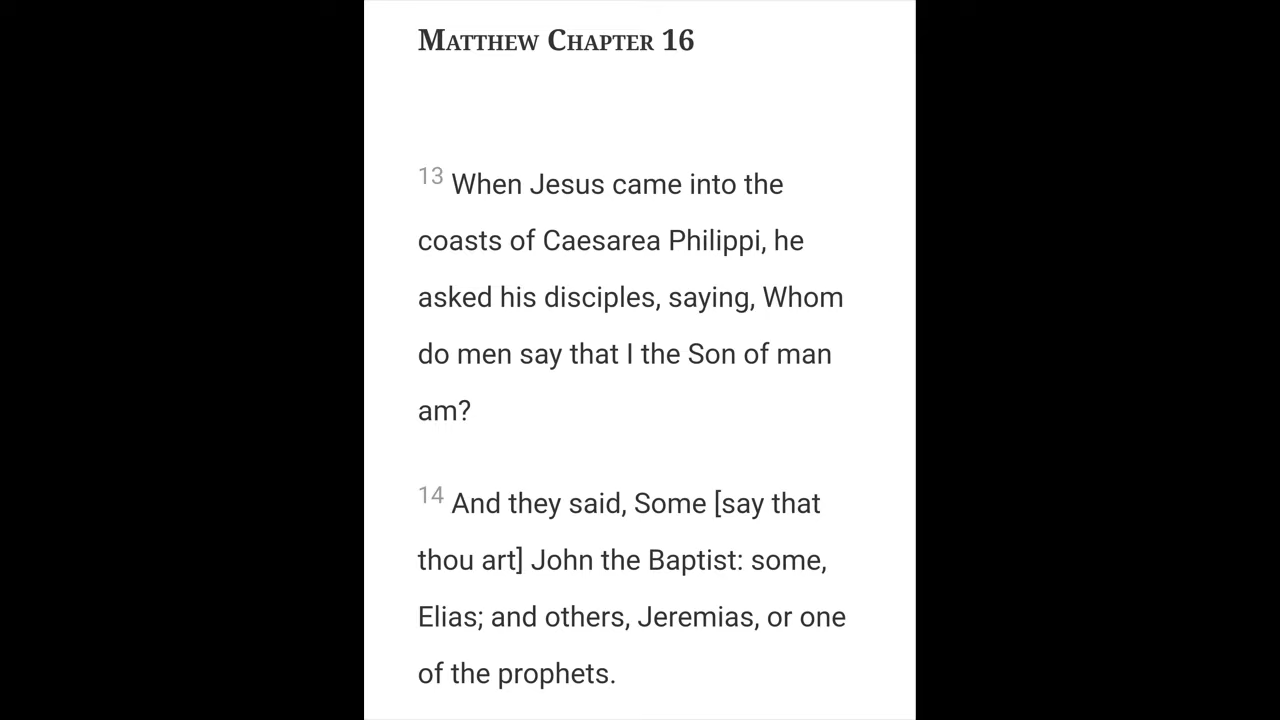 Matthew Chapter 16
13 When Jesus came into the
coasts of Caesarea Philippi, he
asked his disciples, saying, Whom
do men say that I the Son of man
am?
14 And they said, Some [say that
thou art] John the Baptist: some,
Elias; and others, Jeremias, or one
of the prophets.